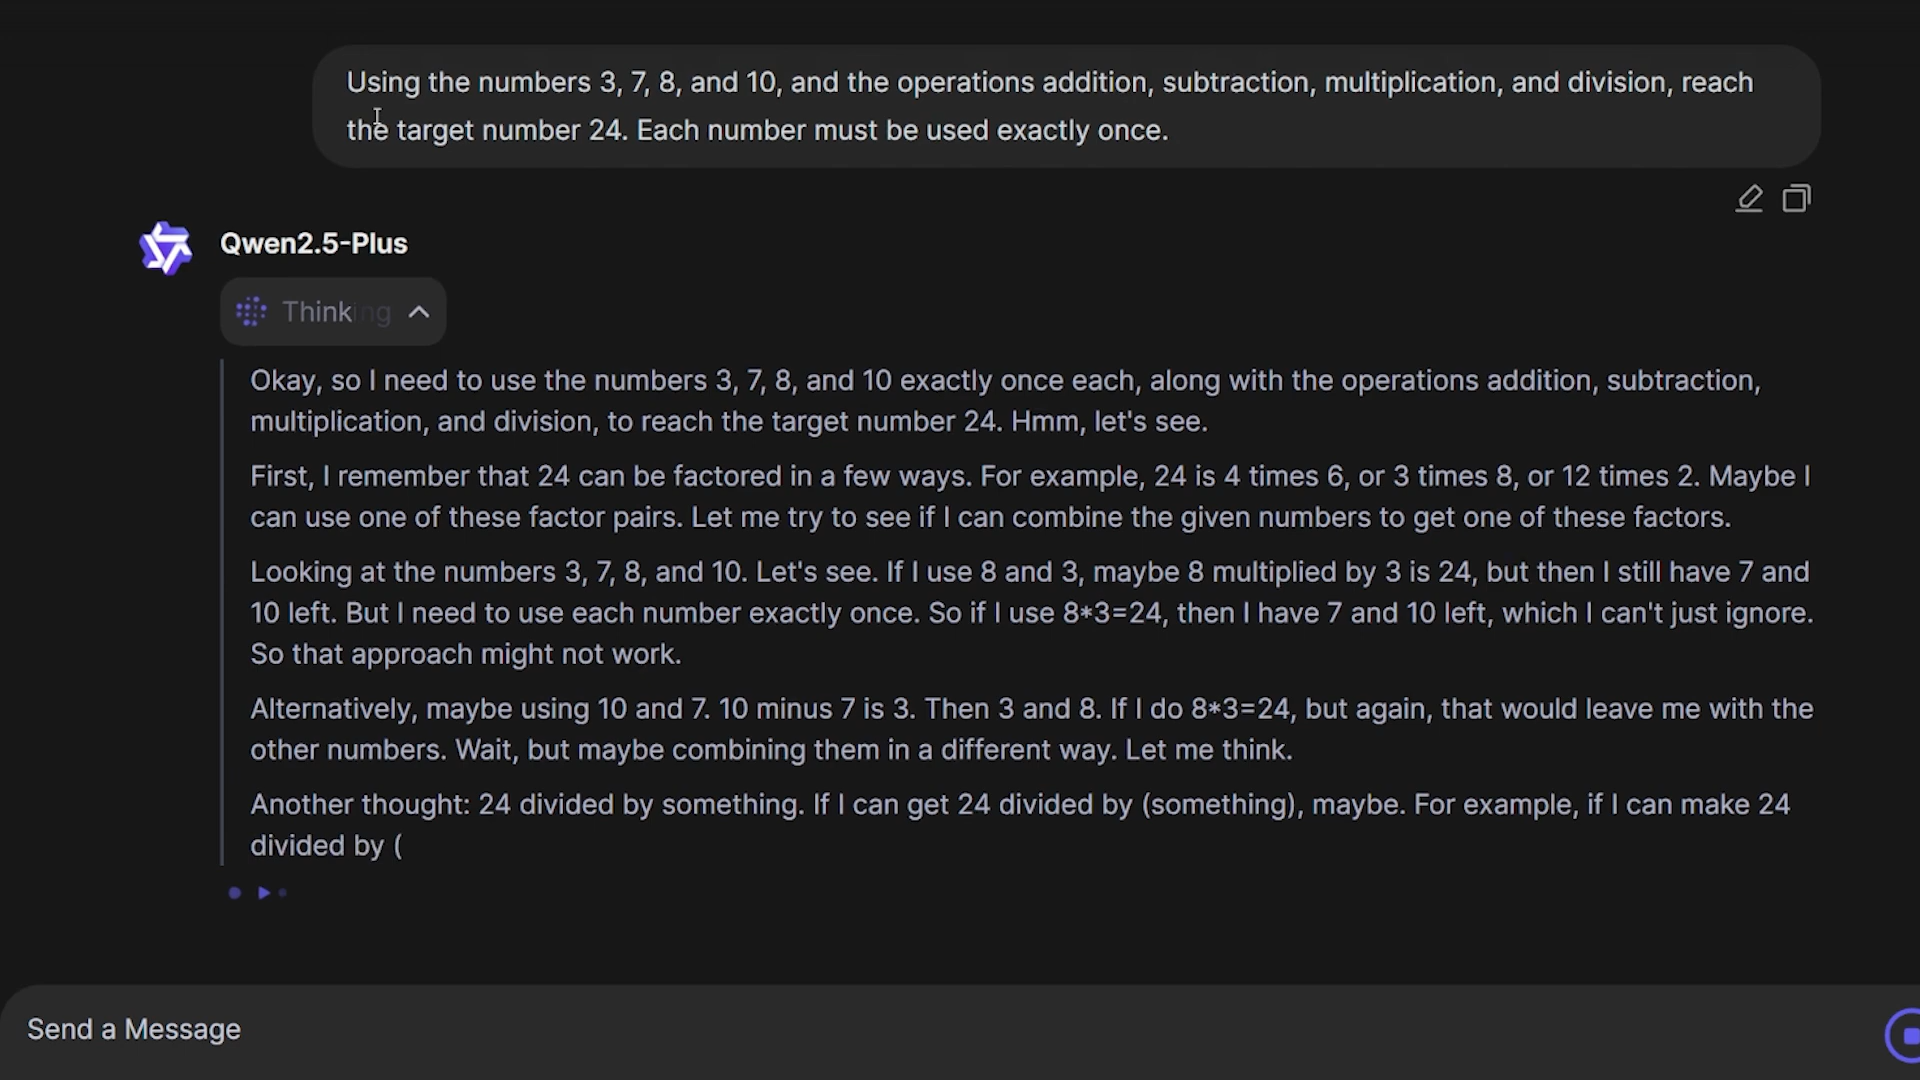 Using the numbers 3, 7, 8, and 10, and the operations addition, subtraction, multiplication, and division, reach
the target number 24. Each number must be used exactly once.
Qwen2.5-Plus
Thinking
Okay, so I need to use the numbers 3, 7, 8, and 10 exactly once each, along with the operations addition, subtraction,
multiplication, and division, to reach the target number 24. Hmm, let's see.
First, I remember that 24 can be factored in a few ways. For example, 24 is 4 times 6, or 3 times 8, or 12 times 2. Maybe I
can use one of these factor pairs. Let me try to see if I can combine the given numbers to get one of these factors.
Looking at the numbers 3, 7, 8, and 10. Let's see. If I use 8 and 3, maybe 8 multiplied by 3 is 24, but then I still have 7 and
10 left. But I need to use each number exactly once. So if I use 8*3=24, then I have 7 and 10 left, which I can't just ignore.
So that approach might not work.
Alternatively, maybe using 10 and 7. 10 minus 7 is 3. Then 3 and 8. If I do 8*3=24, but again, that would leave me with the
other numbers. Wait, but maybe combining them in a different way. Let me think.
Another thought: 24 divided by something. If I can get 24 divided by (something), maybe. For example, if I can make 24
divided by (
Send a Message